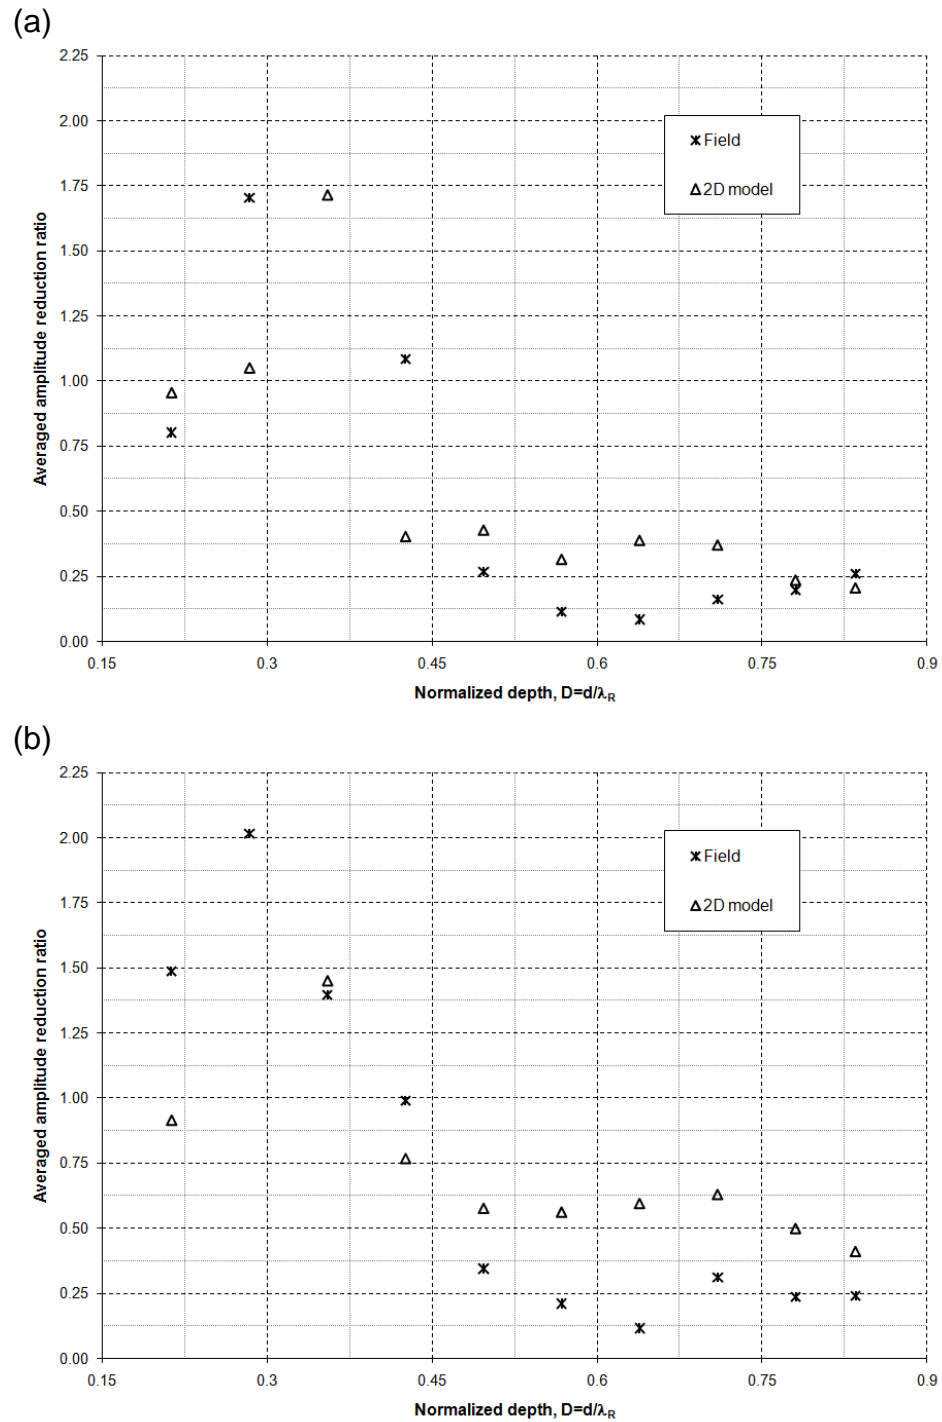 (a)
2.25
2.00
1.75
1.50
1.25
1.00
0.75
0.50
0.25
0.00
Averaged amplitude reduction ratio
Field
2D model
0.15 0.3 0.45 0.6 0.75 0.9
Normalized depth, D=d/λR
(b)
2.25
2.00
1.75
1.50
1.25
1.00
0.75
0.50
0.25
0.00
Averaged amplitude reduction ratio
Field
2D model
0.15 0.3 0.45 0.6 0.75 0.9
Normalized depth, D=d/λR